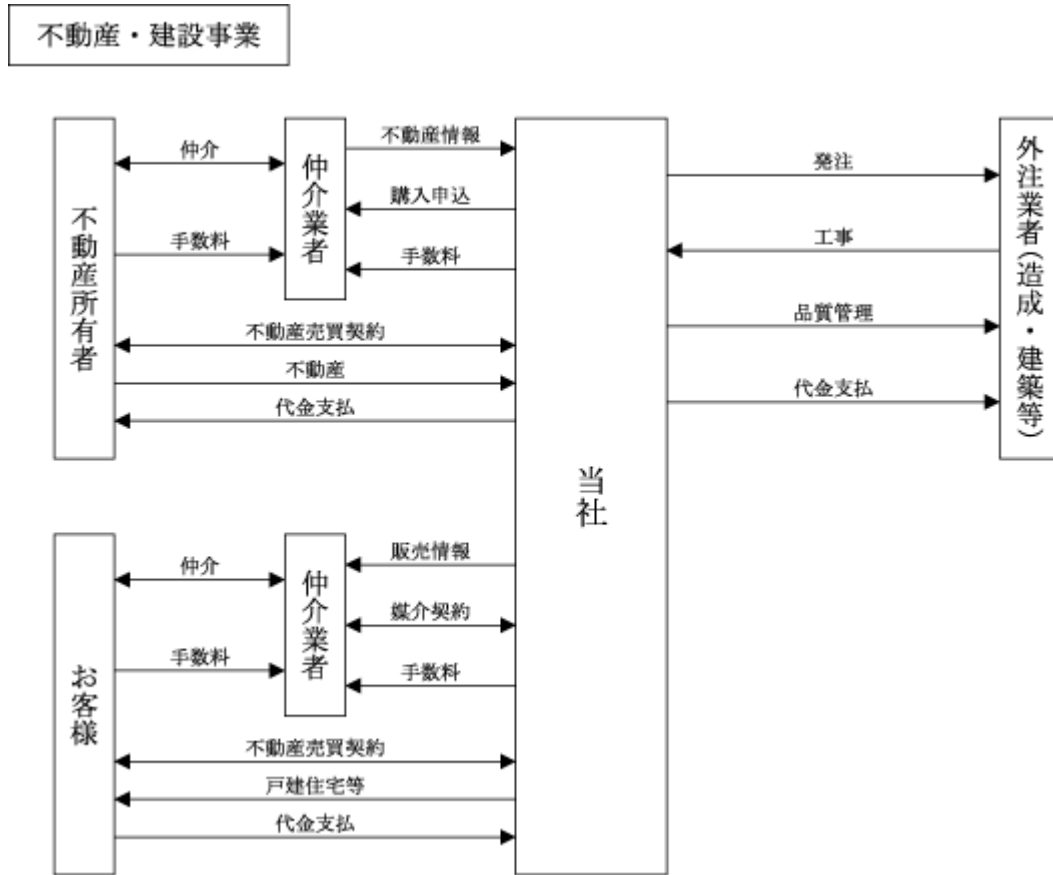 不動産・建設事業
不動産所有者
仲介
手数料
仲介業者
不動産情報
購入申込
手数料
不動産売買契約
不動産
代金支払
当社
発注
工事
品質管理
代金支払
外注業者(造成・建築等)
お客様
仲介
手数料
仲介業者
販売情報
媒介契約
手数料
不動産売買契約
戸建住宅等
代金支払